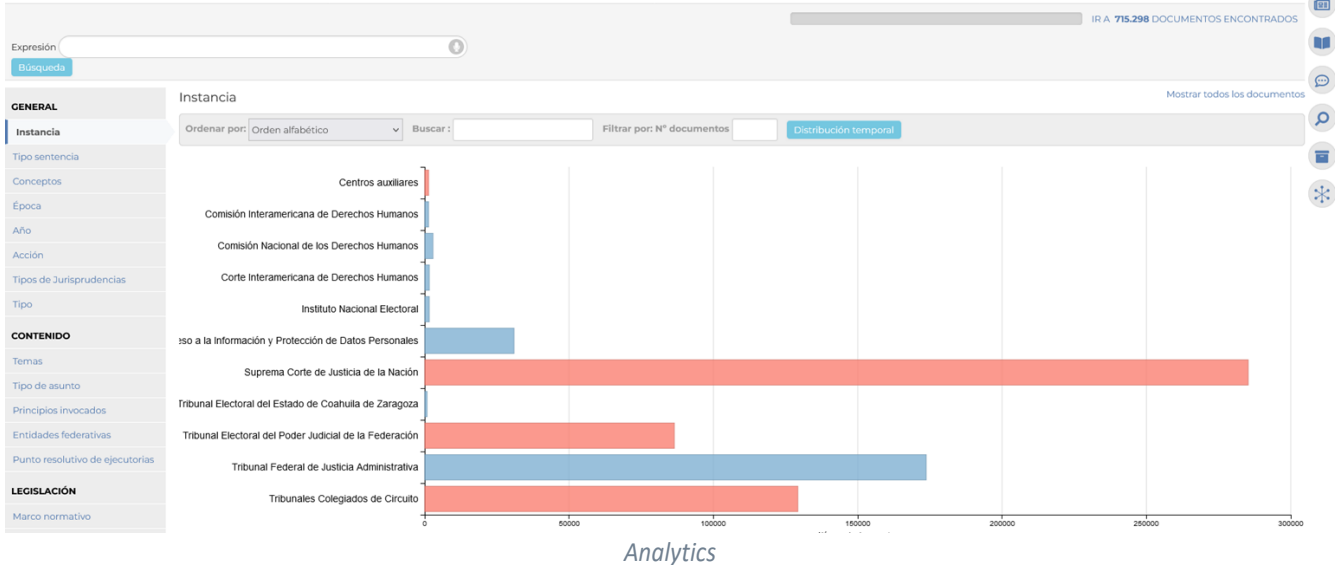 IR A 715.298 DOCUMENTOS ENCONTRADOS
Expresión
Búsqueda
GENERAL
Instancia
Tipo sentencia
Conceptos
Época
Año
Acción
Tipos de Jurisprudencias
Tipo
CONTENIDO
Temas
Tipo de asunto
Principios invocados
Entidades federativas
Punto resolutivo de ejecutorias
LEGISLACIÓN
Marco normativo
Instancia
Mostrar todos los documentos
Ordenar por: Orden alfabético Buscar : Filtrar por: Nº documentos Distribución temporal
Centros auxiliares
Comisión Interamericana de Derechos Humanos
Comisión Nacional de los Derechos Humanos
Corte Interamericana de Derechos Humanos
Instituto Nacional Electoral
a la Información y Protección de Datos Personales
Suprema Corte de Justicia de la Nación
Tribunal Electoral del Estado de Coahuila de Zaragoza
Tribunal Electoral del Poder Judicial de la Federación
Tribunal Federal de Justicia Administrativa
Tribunales Colegiados de Circuito
0 50000 100000 150000 200000 250000 300000
Analytics